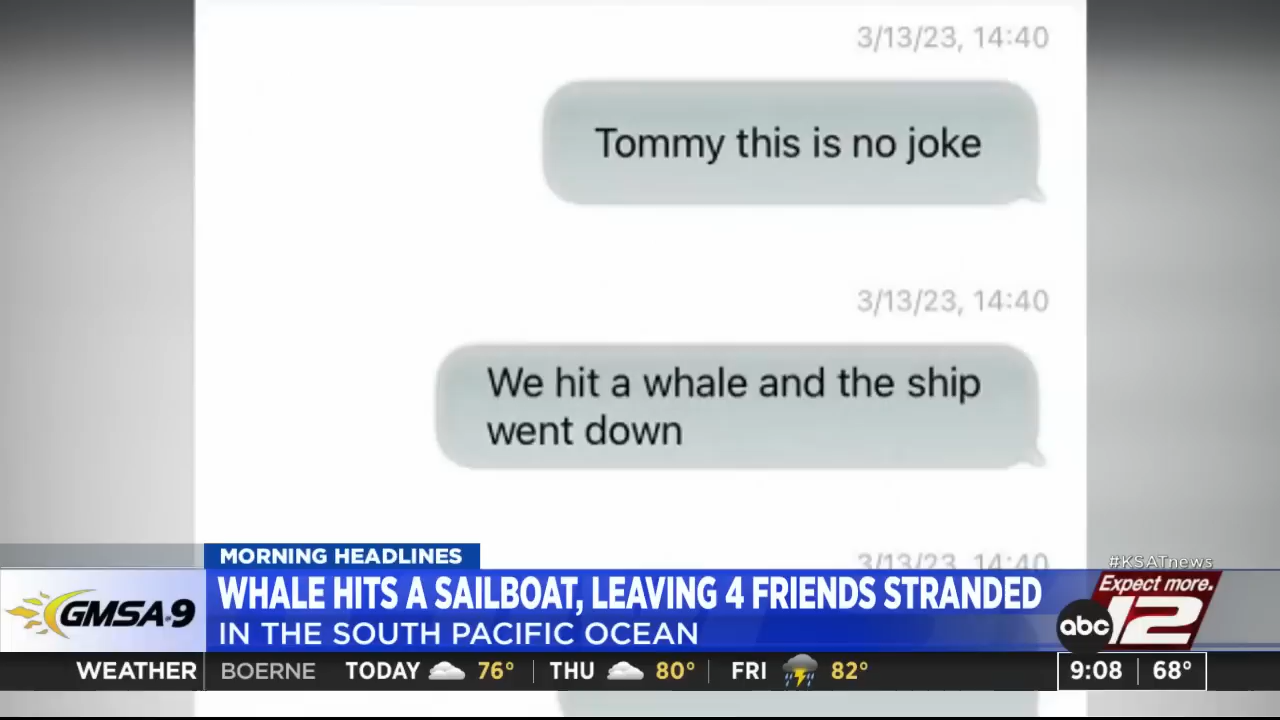 3/13/23, 14:40
Tommy this is no joke
3/13/23, 14:40
We hit a whale and the ship
went down
3/13/23, 14:40
MORNING HEADLINES
#KSATnews
WHALE HITS A SAILBOAT, LEAVING 4 FRIENDS STRANDED
IN THE SOUTH PACIFIC OCEAN
GMSA@9
Expect more.
abc 12
WEATHER BOERNE TODAY 76° THU 80° FRI 82° 9:08 68°